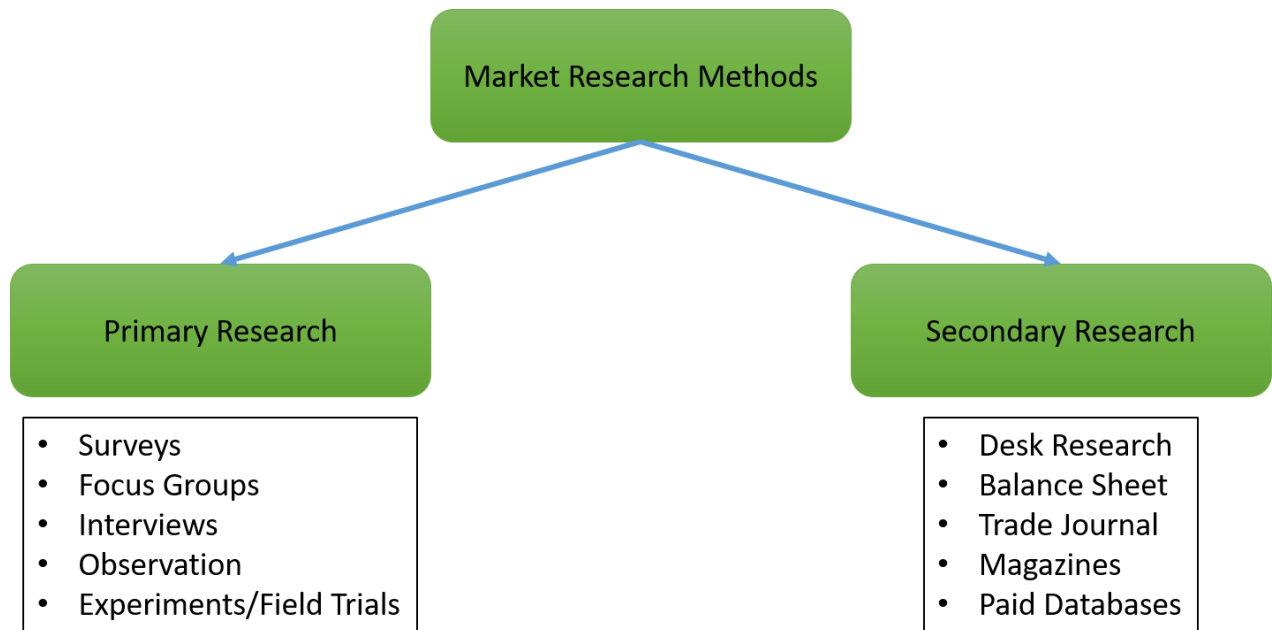 Market Research Methods
Primary Research
• Surveys
• Focus Groups
• Interviews
• Observation
• Experiments/Field Trials
Secondary Research
• Desk Research
• Balance Sheet
• Trade Journal
• Magazines
• Paid Databases